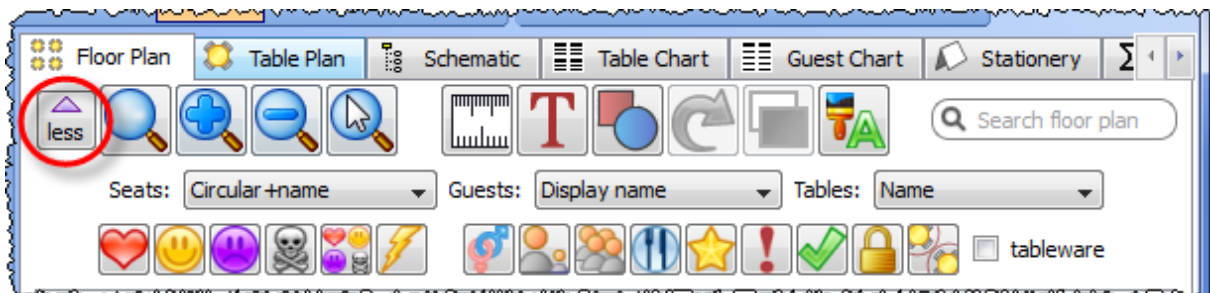 Floor Plan Table Plan Schematic Table Chart Guest Chart Stationery Σ
less T A Search floor plan
Seats: Circular+name Guests: Display name Tables: Name
tableware